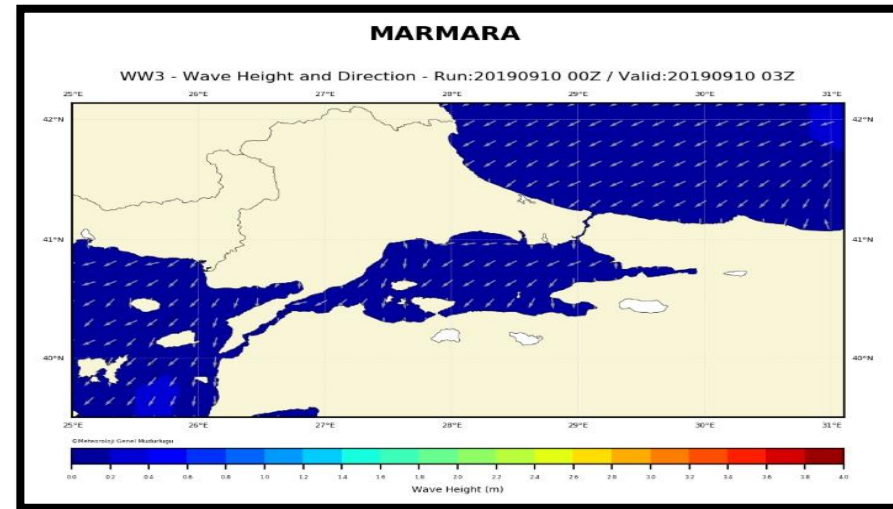 MARMARA
WW3 - Wave Height and Direction - Run:20190910 00Z / Valid:20190910 03Z
25°E 26°E 27°E 28°E 29°E 30°E 31°E
42°N 42°N
41°N 41°N
40°N 40°N
25°E 26°E 27°E 28°E 29°E 30°E 31°E
©Meteoroloji Genel Mudurlugu
0.0 0.2 0.4 0.6 0.8 1.0 1.2 1.4 1.6 1.8 2.0 2.2 2.4 2.6 2.8 3.0 3.2 3.4 3.6 3.8 4.0
Wave Height (m)